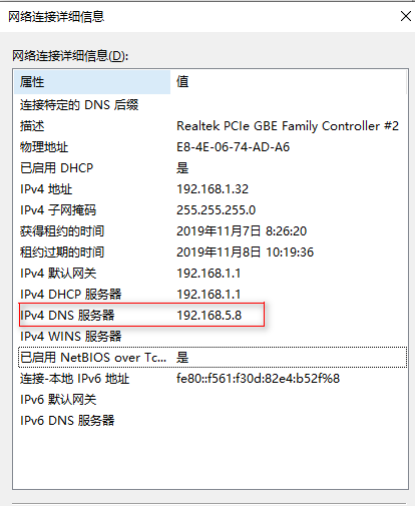 网络连接详细信息
网络连接详细信息(D):
属性 值
连接特定的 DNS 后缀
描述 Realtek PCIe GBE Family Controller #2
物理地址 E8-4E-06-74-AD-A6
已启用 DHCP 是
IPv4 地址 192.168.1.32
IPv4 子网掩码 255.255.255.0
获得租约的时间 2019年11月7日 8:26:20
租约过期的时间 2019年11月8日 10:19:36
IPv4 默认网关 192.168.1.1
IPv4 DHCP 服务器 192.168.1.1
IPv4 DNS 服务器 192.168.5.8
IPv4 WINS 服务器
已启用 NetBIOS over Tc... 是
连接-本地 IPv6 地址 fe80::f561:f30d:82e4:b52f%8
IPv6 默认网关
IPv6 DNS 服务器